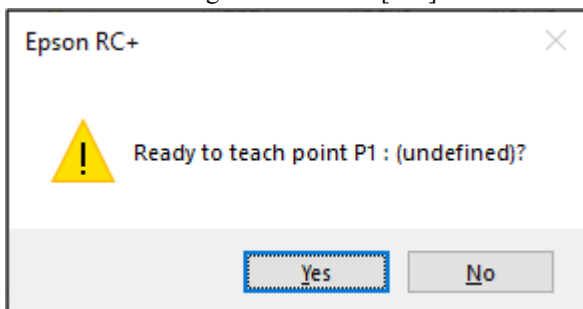 Epson RC+
Ready to teach point P1 : (undefined)?
Yes
No